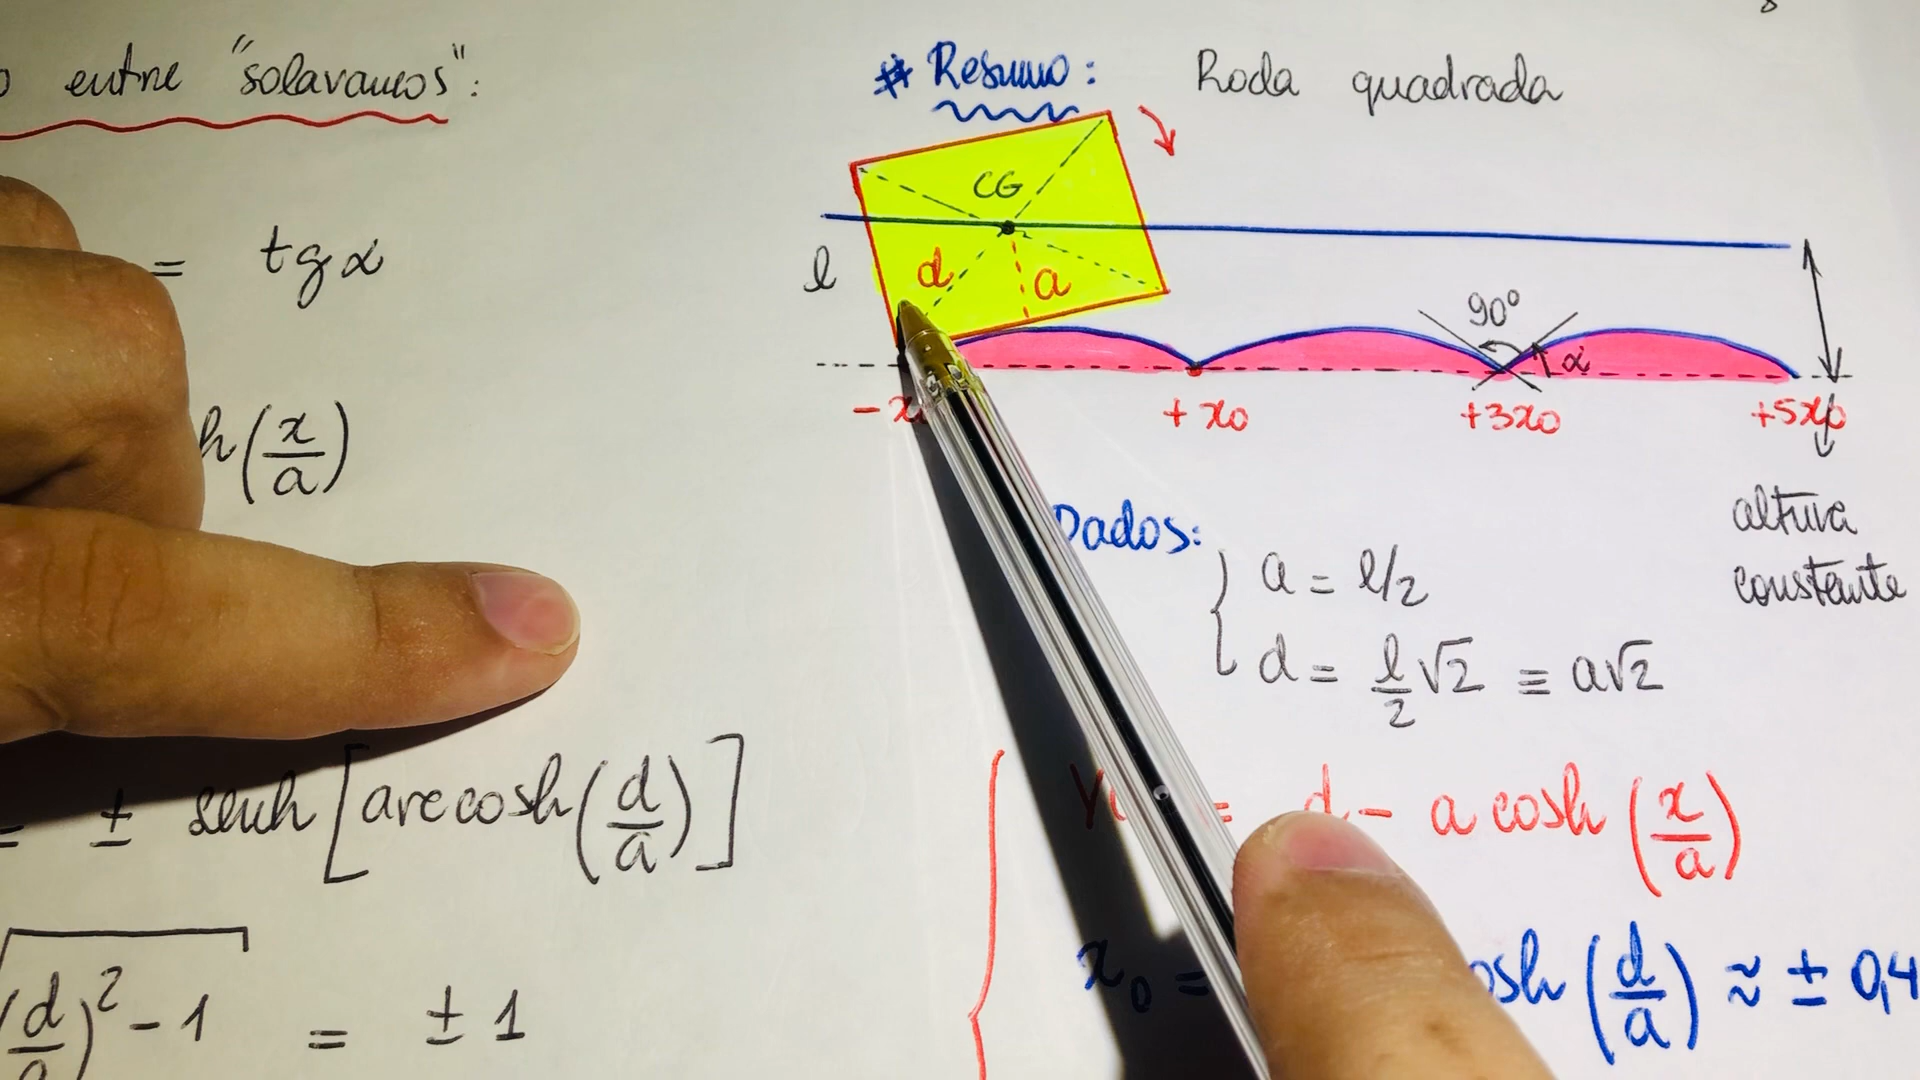 entre "solavancos":
= tg α
h(x/a)
± senh [arccosh(d/a)]
(d/a)² - 1 = ± 1
# Resumo: Roda quadrada
CG
l
d
a
90°
α
+ x0
+3x0
+5x0
altura
constante
Dados:
a = l/2
d = l/2 √2 ≡ a√2
= d - a cosh (x/a)
x0 =
osh (d/a) ≈ ± 0,4